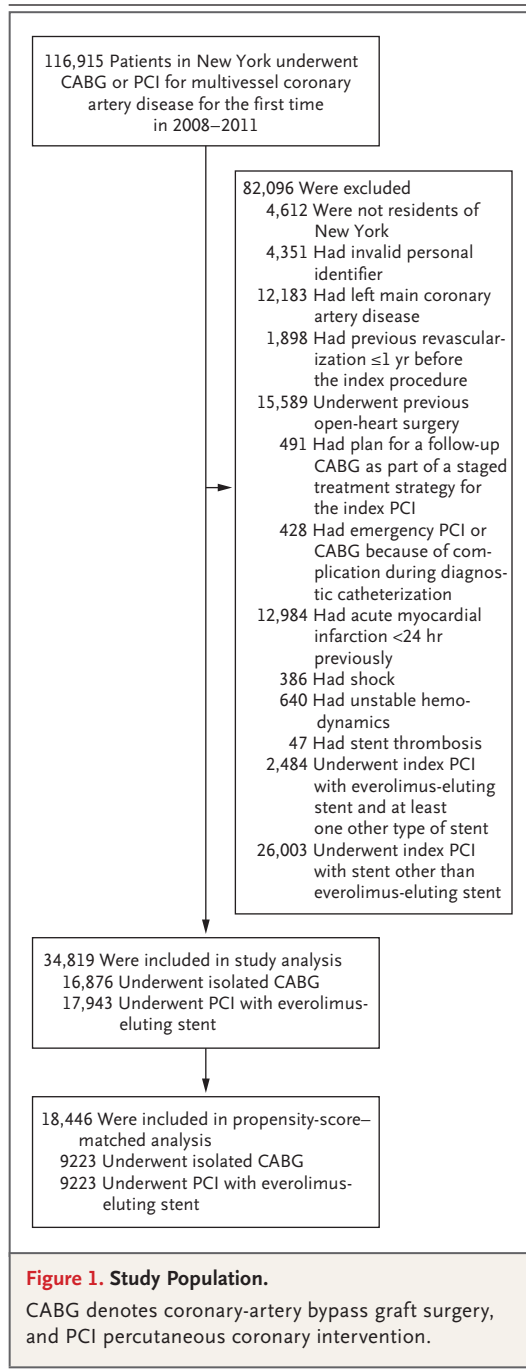 116,915 Patients in New York underwent
CABG or PCI for multivessel coronary
artery disease for the first time
in 2008–2011
82,096 Were excluded
4,612 Were not residents of
New York
4,351 Had invalid personal
identifier
12,183 Had left main coronary
artery disease
1,898 Had previous revascular-
ization ≤1 yr before
the index procedure
15,589 Underwent previous
open-heart surgery
491 Had plan for a follow-up
CABG as part of a staged
treatment strategy for
the index PCI
428 Had emergency PCI or
CABG because of com-
plication during diagnos-
tic catheterization
12,984 Had acute myocardial
infarction <24 hr
previously
386 Had shock
640 Had unstable hemo-
dynamics
47 Had stent thrombosis
2,484 Underwent index PCI
with everolimus-eluting
stent and at least
one other type of stent
26,003 Underwent index PCI
with stent other than
everolimus-eluting stent
34,819 Were included in study analysis
16,876 Underwent isolated CABG
17,943 Underwent PCI with everolimus-
eluting stent
18,446 Were included in propensity-score–
matched analysis
9223 Underwent isolated CABG
9223 Underwent PCI with everolimus-
eluting stent
Figure 1. Study Population.
CABG denotes coronary-artery bypass graft surgery,
and PCI percutaneous coronary intervention.